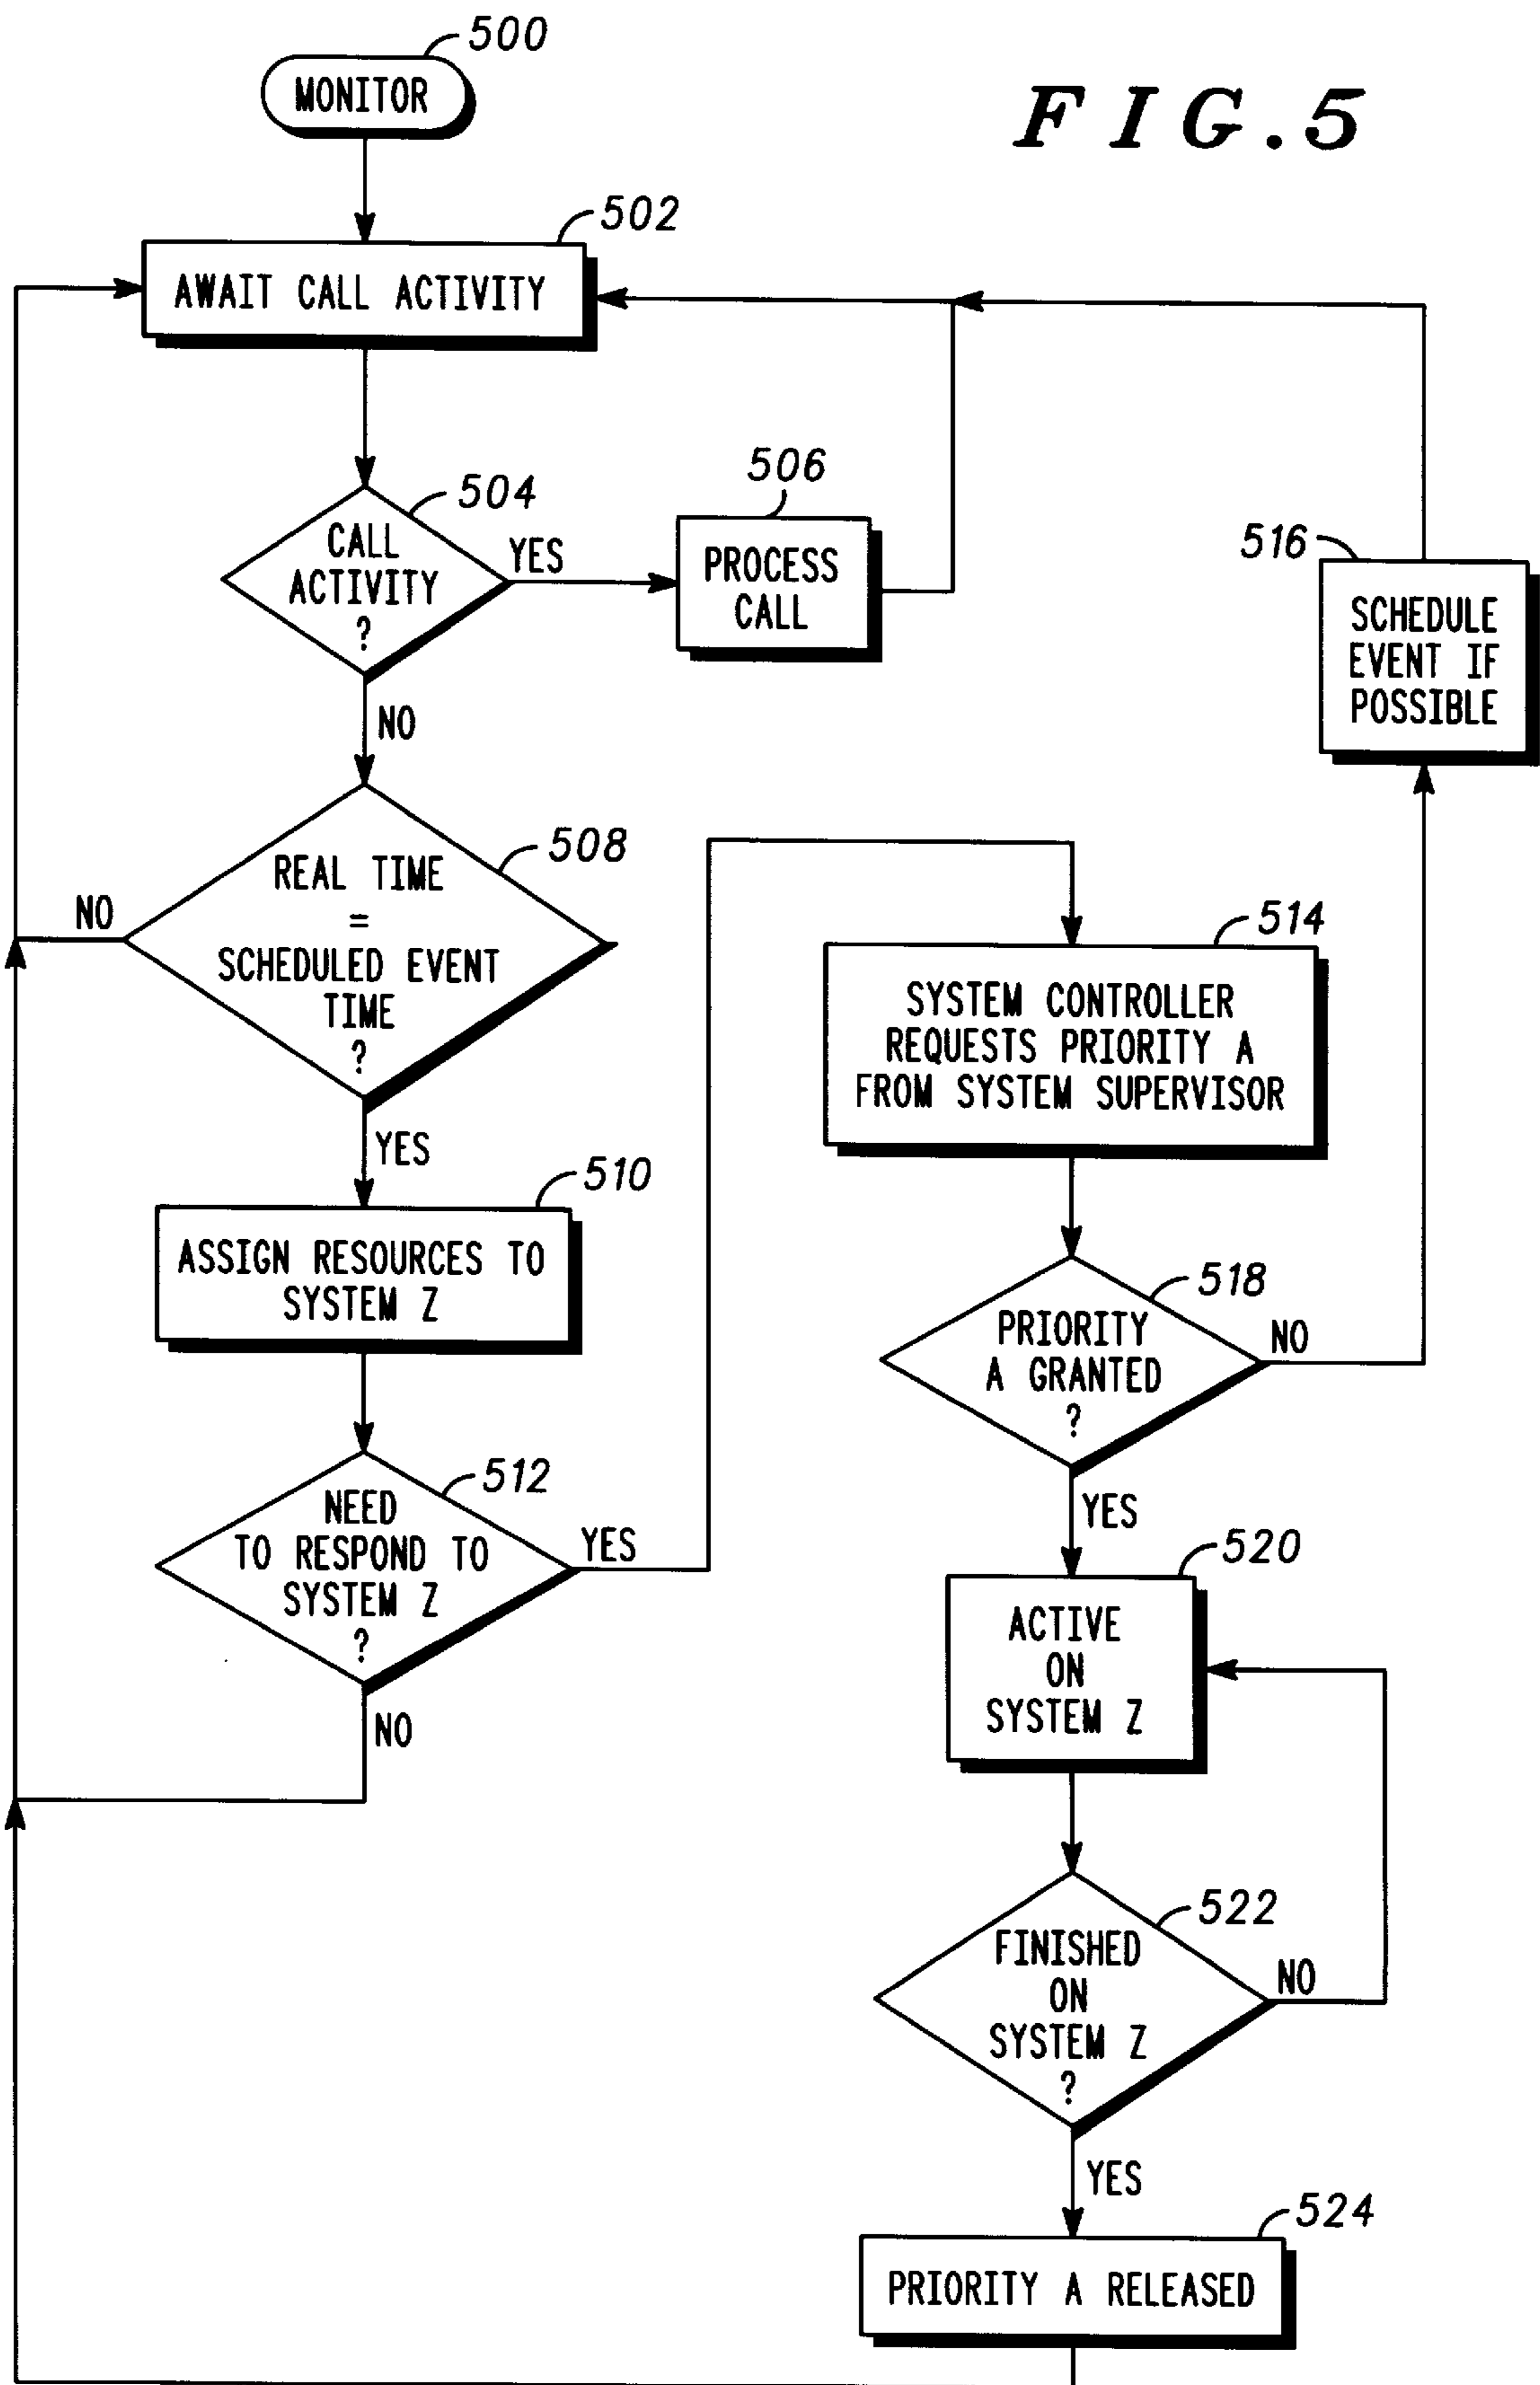 500
MONITOR
FIG.5
502
AWAIT CALL ACTIVITY
504
CALL
ACTIVITY
?
YES
NO
506
PROCESS
CALL
516
SCHEDULE
EVENT IF
POSSIBLE
508
REAL TIME
=
SCHEDULED EVENT
TIME
?
NO
YES
510
ASSIGN RESOURCES TO
SYSTEM Z
512
NEED
TO RESPOND TO
SYSTEM Z
?
YES
NO
514
SYSTEM CONTROLLER
REQUESTS PRIORITY A
FROM SYSTEM SUPERVISOR
518
PRIORITY
A GRANTED
?
NO
YES
520
ACTIVE
ON
SYSTEM Z
522
FINISHED
ON
SYSTEM Z
?
NO
YES
524
PRIORITY A RELEASED